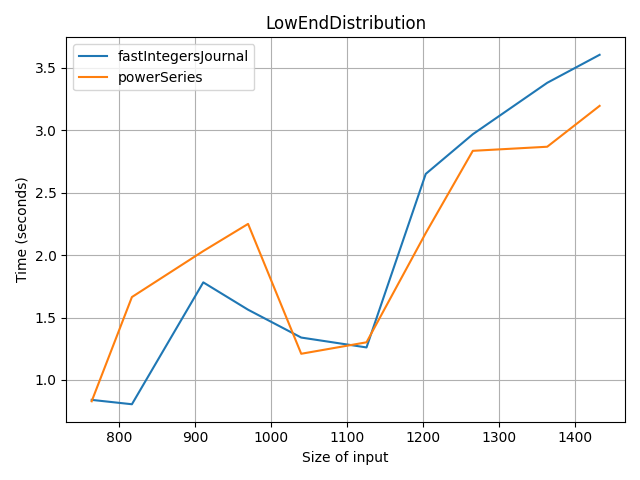 LowEndDistribution
fastIntegersJournal
powerSeries
Time (seconds)
3.5
3.0
2.5
2.0
1.5
1.0
800 900 1000 1100 1200 1300 1400
Size of input